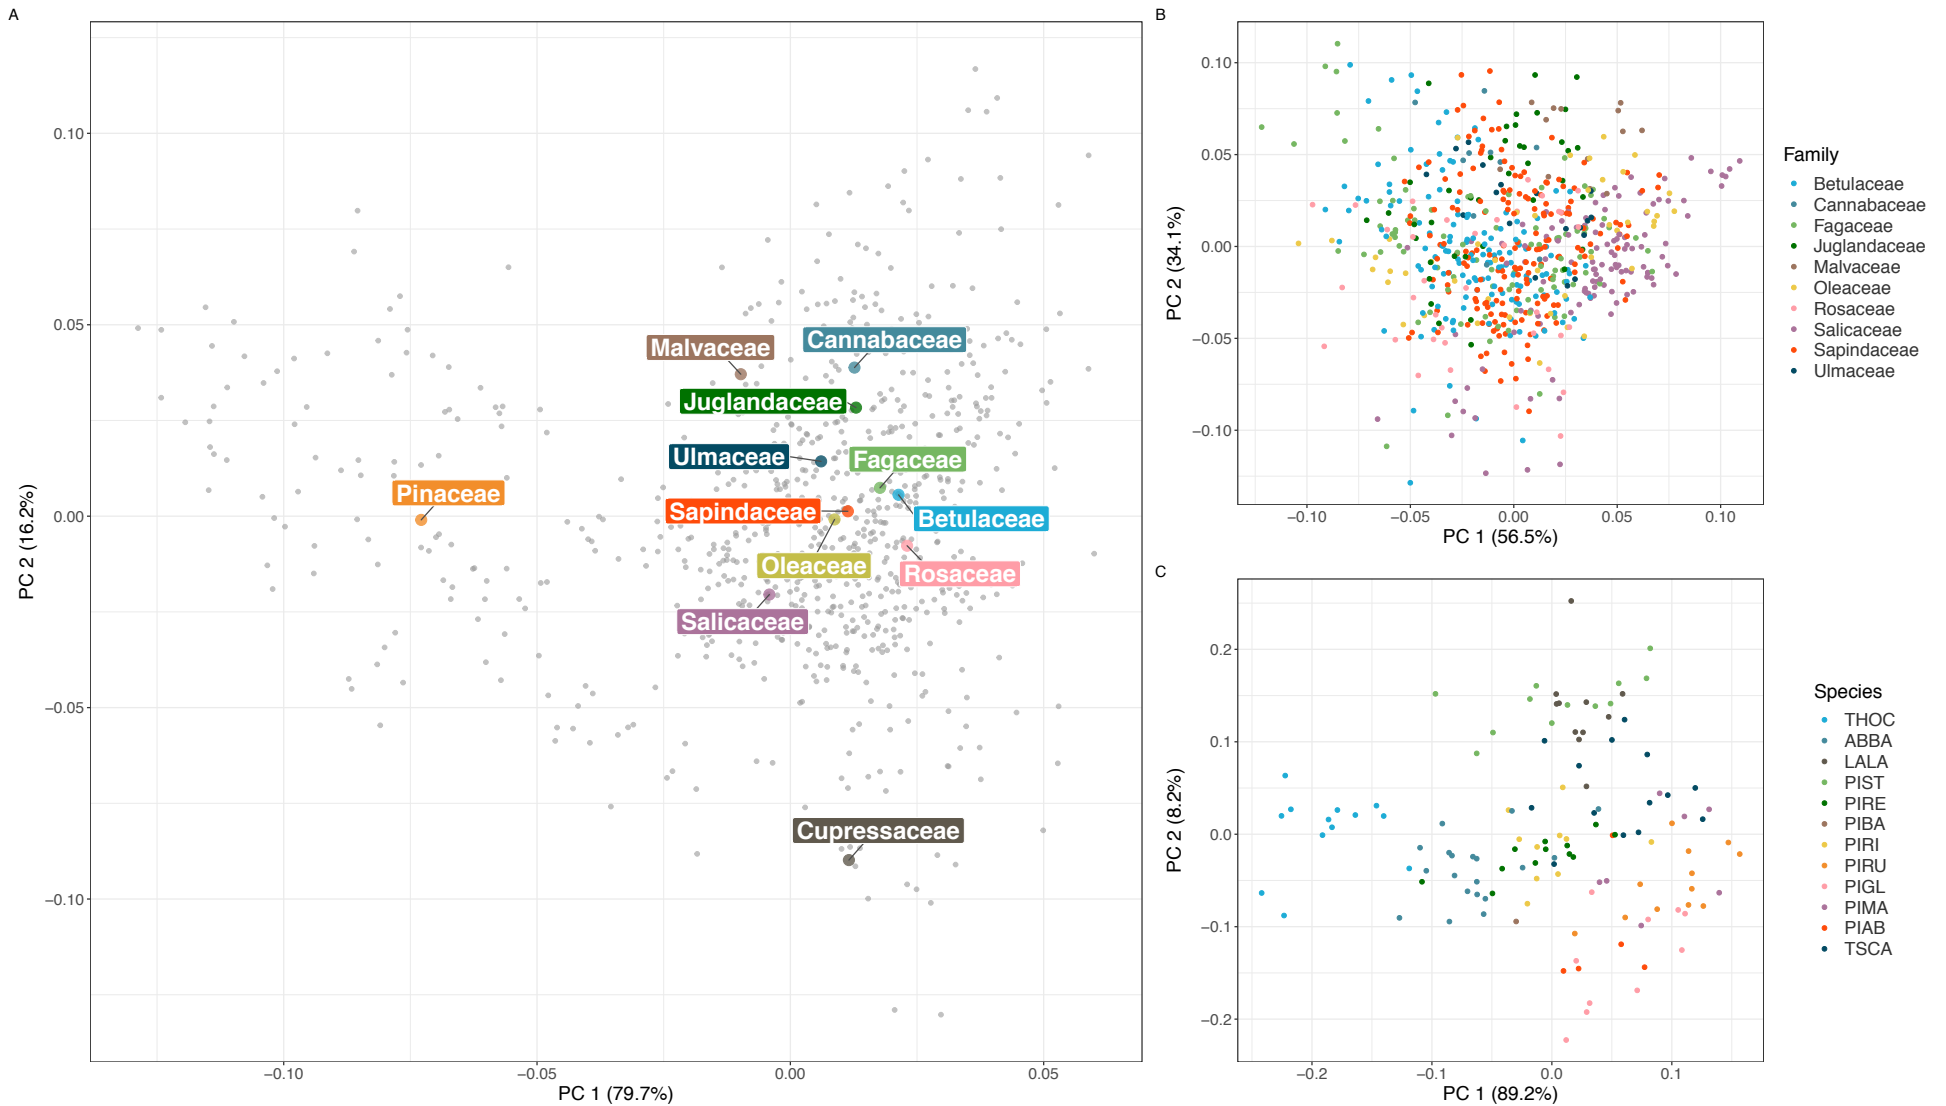 A
0.10
0.05
0.00
−0.05
−0.10
PC 2 (16.2%)
Malvaceae
Cannabaceae
Juglandaceae
Ulmaceae
Fagaceae
Pinaceae
Sapindaceae
Betulaceae
Oleaceae
Rosaceae
Salicaceae
Cupressaceae
−0.10
−0.05
0.00
0.05
PC 1 (79.7%)
B
0.10
0.05
0.00
−0.05
−0.10
PC 2 (34.1%)
−0.10
−0.05
0.00
0.05
0.10
PC 1 (56.5%)
Family
Betulaceae
Cannabaceae
Fagaceae
Juglandaceae
Malvaceae
Oleaceae
Rosaceae
Salicaceae
Sapindaceae
Ulmaceae
C
0.2
0.1
0.0
−0.1
−0.2
PC 2 (8.2%)
−0.2
−0.1
0.0
0.1
PC 1 (89.2%)
Species
THOC
ABBA
LALA
PIST
PIRE
PIBA
PIRI
PIRU
PIGL
PIMA
PIAB
TSCA